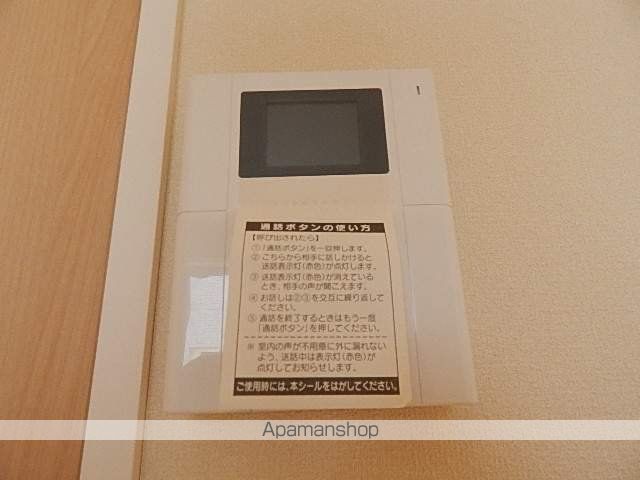 通話ボタンの使い方
【呼び出されたら】
①「通話ボタン」を一回押します。
② こちらから相手に話しかけると
送話表示灯(赤色)が点灯します。
③ 送話表示灯(赤色)が消えている
とき、相手の声が聞こえます。
④ お話しは②③を交互に繰り返して
ください。
⑤ 通話を終了するときはもう一度
「通話ボタン」を押してください。
※ 室内の声が不用意に外に漏れない
よう、送話中は表示灯(赤色)が
点灯してお知らせします。
ご使用時には、本シールをはがしてください。
Apamanshop